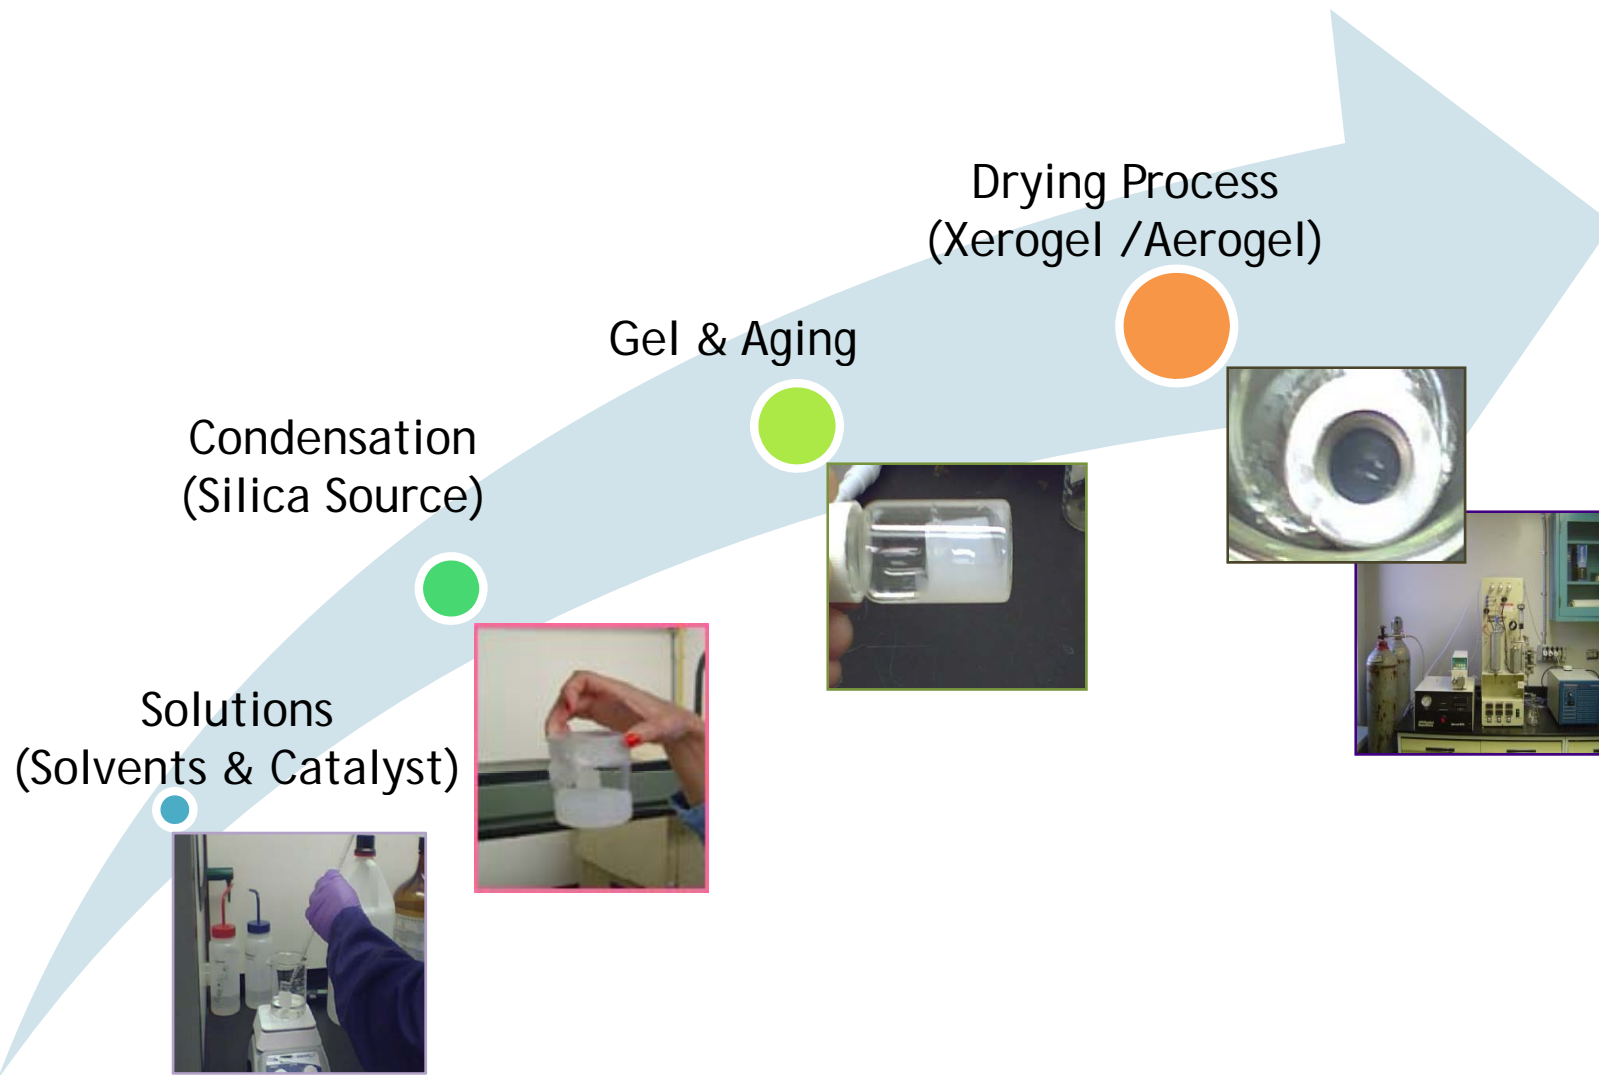 Drying Process
(Xerogel /Aerogel)
Gel & Aging
Condensation
(Silica Source)
Solutions
(Solvents & Catalyst)